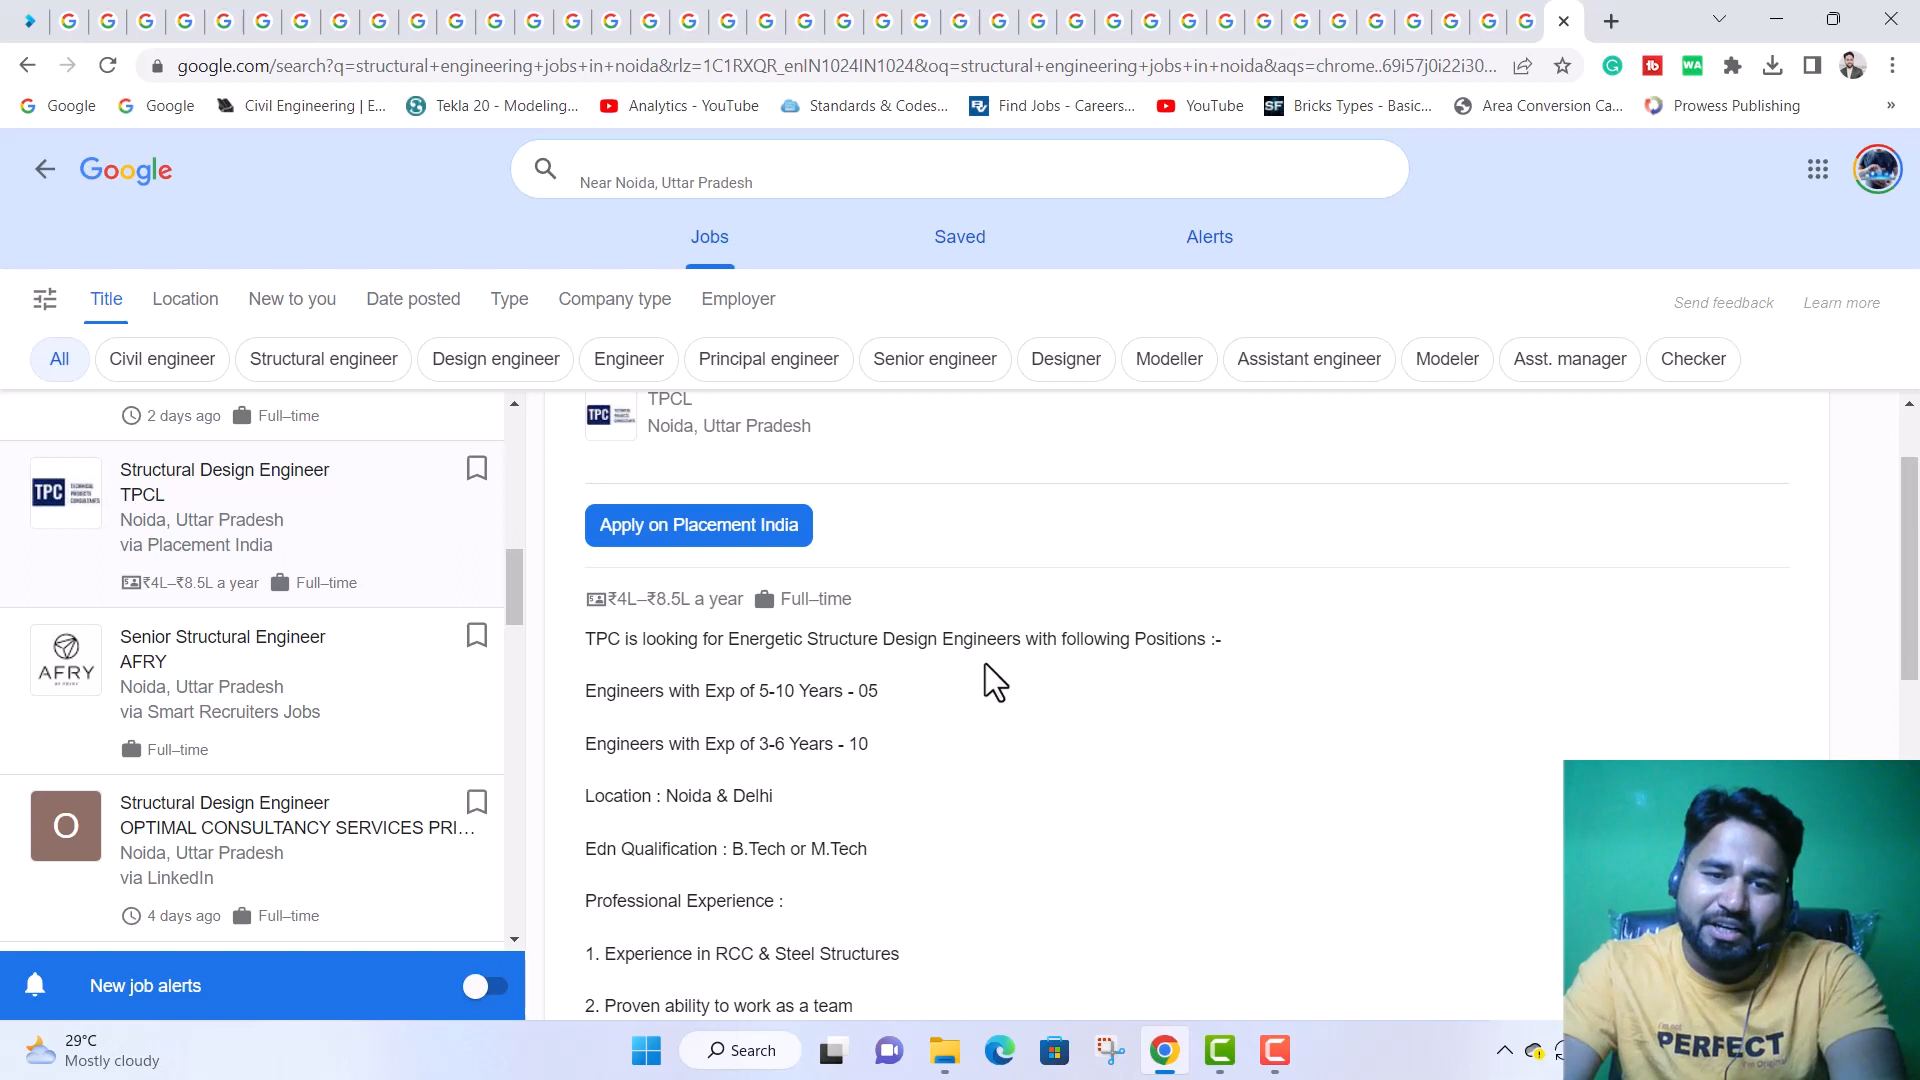 google.com/search?q=structural+engineering+jobs+in+noida&rlz=1C1RXQR_enIN1024IN1024&oq=structural+engineering+jobs+in+noida&aqs=chrome..69i57j0i22i30...
Google
Google
Civil Engineering | E...
Tekla 20 - Modeling...
Analytics - YouTube
Standards & Codes...
Find Jobs - Careers...
YouTube
Bricks Types - Basic...
Area Conversion Ca...
Prowess Publishing
»
Google
Near Noida, Uttar Pradesh
Jobs
Saved
Alerts
Title
Location
New to you
Date posted
Type
Company type
Employer
Send feedback
Learn more
All
Civil engineer
Structural engineer
Design engineer
Engineer
Principal engineer
Senior engineer
Designer
Modeller
Assistant engineer
Modeler
Asst. manager
Checker
2 days ago
Full–time
TPC
Structural Design Engineer
TPCL
Noida, Uttar Pradesh
via Placement India
₹4L–₹8.5L a year
Full–time
AFRY
Senior Structural Engineer
AFRY
Noida, Uttar Pradesh
via Smart Recruiters Jobs
Full–time
O
Structural Design Engineer
OPTIMAL CONSULTANCY SERVICES PRI...
Noida, Uttar Pradesh
via LinkedIn
4 days ago
Full–time
New job alerts
TPC
TPCL
Noida, Uttar Pradesh
Apply on Placement India
₹4L–₹8.5L a year
Full–time
TPC is looking for Energetic Structure Design Engineers with following Positions :-
Engineers with Exp of 5-10 Years - 05
Engineers with Exp of 3-6 Years - 10
Location : Noida & Delhi
Edn Qualification : B.Tech or M.Tech
Professional Experience :
1. Experience in RCC & Steel Structures
2. Proven ability to work as a team
29°C
Mostly cloudy
Search
I'm not
PERFECT